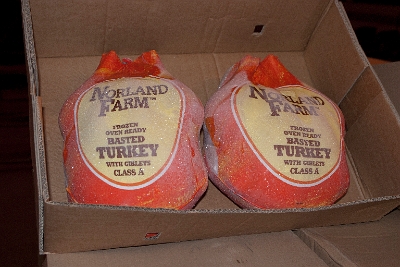 NORLAND
FARM™
FROZEN
OVEN READY
BASTED
TURKEY
WITH GIBLETS
CLASS A
NORLAND
FARM
FROZEN
OVEN READY
BASTED
TURKEY
WITH GIBLETS
CLASS A